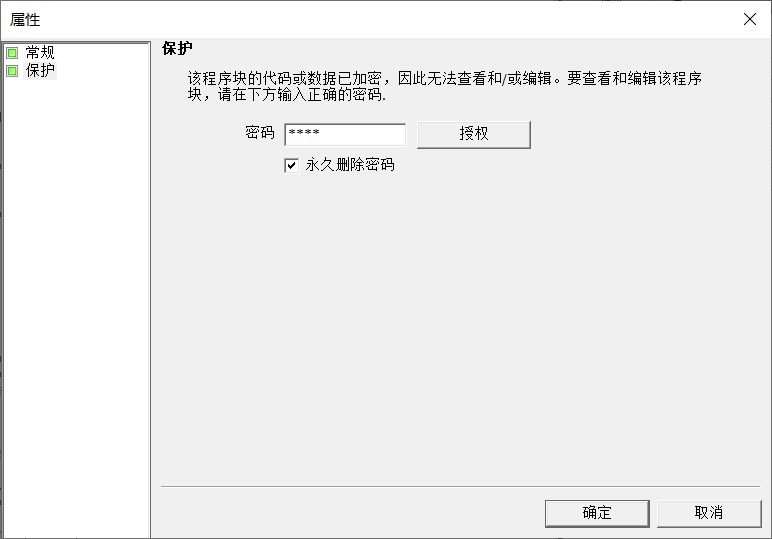 属性
常规
保护
保护
该程序块的代码或数据已加密，因此无法查看和/或编辑。要查看和编辑该程序
块，请在下方输入正确的密码.
密码 **** 授权
永久删除密码
确定 取消